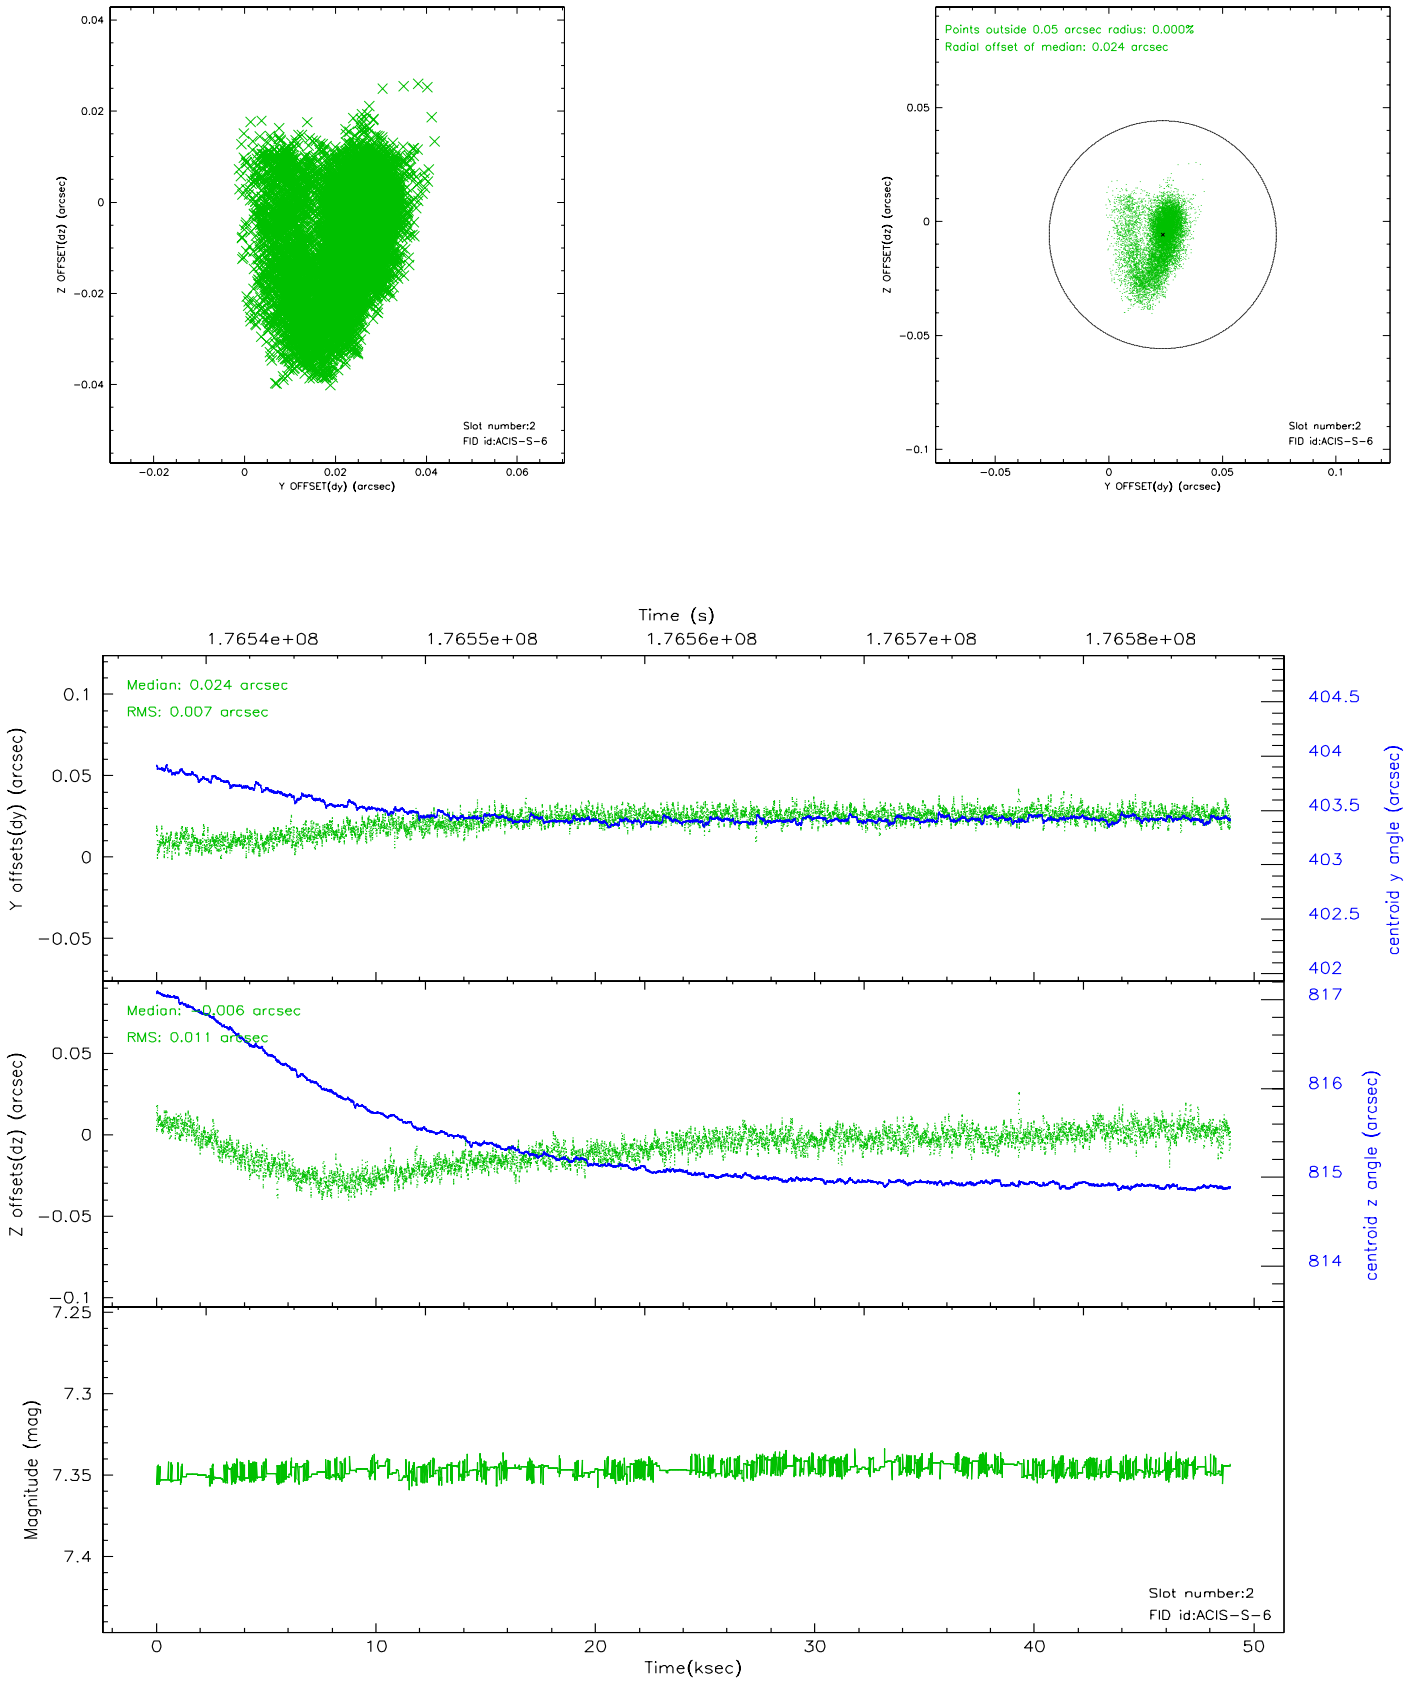 0.04
0.02
0
-0.02
-0.04
Z OFFSET(dz) (arcsec)
Slot number:2
FID id:ACIS-S-6
-0.02 0 0.02 0.04 0.06
Y OFFSET(dy) (arcsec)
Points outside 0.05 arcsec radius: 0.000%
Radial offset of median: 0.024 arcsec
0.05
0
-0.05
-0.1
Z OFFSET(dz) (arcsec)
Slot number:2
FID id:ACIS-S-6
-0.05 0 0.05 0.1
Y OFFSET(dy) (arcsec)
Time (s)
1.7654e+08 1.7655e+08 1.7656e+08 1.7657e+08 1.7658e+08
Median: 0.024 arcsec
RMS: 0.007 arcsec
0.1
0.05
0
-0.05
Y offsets(dy) (arcsec)
404.5
404
403.5
403
402.5
402
centroid y angle (arcsec)
Median: -0.006 arcsec
RMS: 0.011 arcsec
0.05
0
-0.05
-0.1
Z offsets(dz) (arcsec)
817
816
815
814
centroid z angle (arcsec)
7.25
7.3
7.35
7.4
Magnitude (mag)
Slot number:2
FID id:ACIS-S-6
0 10 20 30 40 50
Time(ksec)